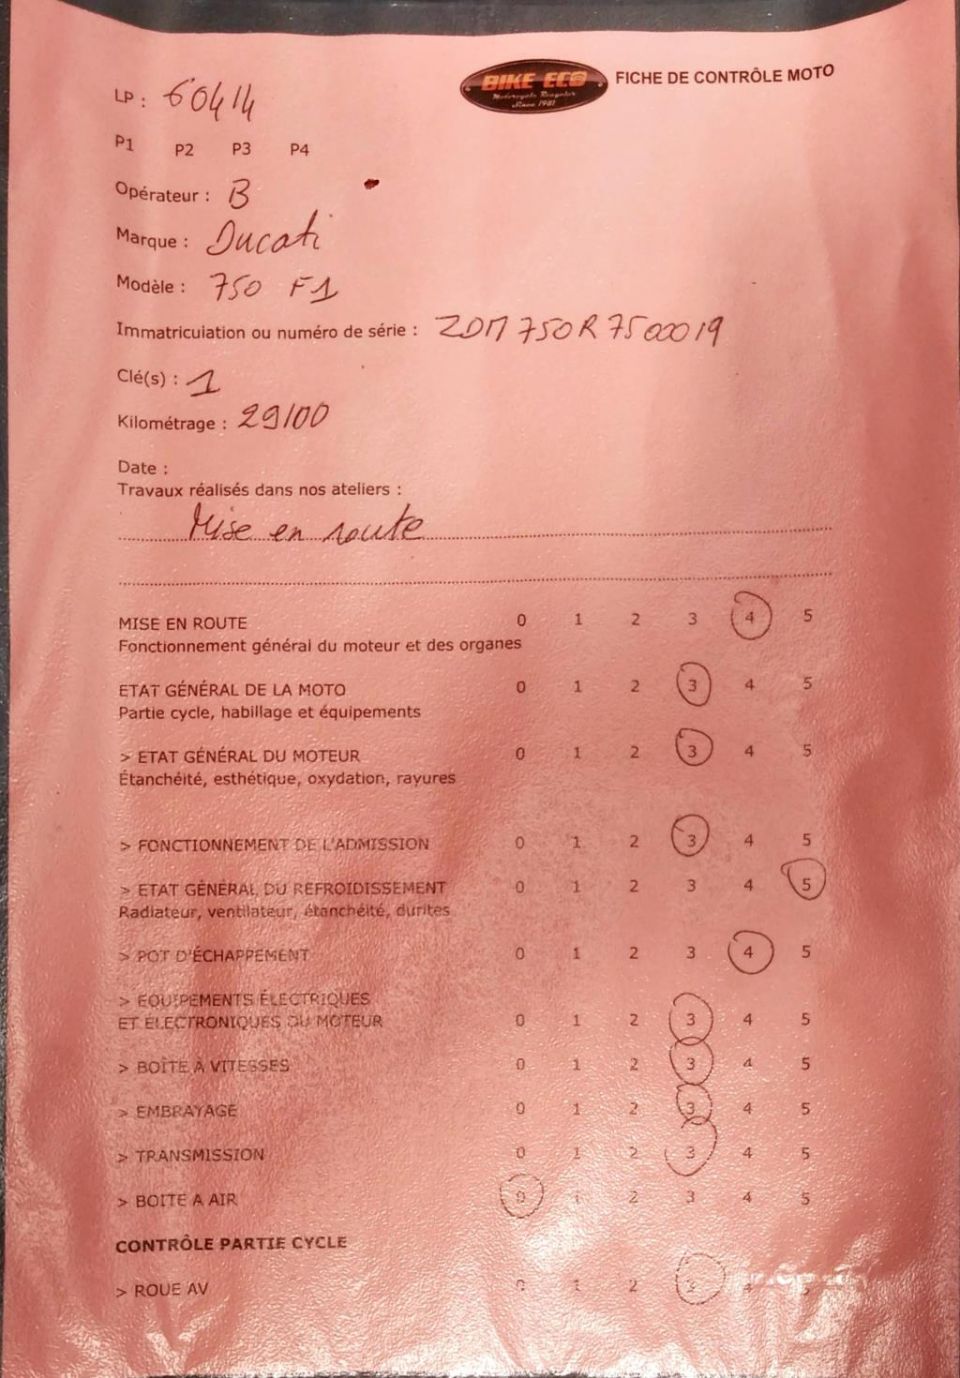 BIKE ECO
Motorcycle Recycler
Since 1981
FICHE DE CONTRÔLE MOTO
LP : 60414
P1 P2 P3 P4
Opérateur : B
Marque : Ducati
Modèle : 750 F1
Immatriculation ou numéro de série : ZDM750R7500019
Clé(s) : 1
Kilométrage : 29100
Date :
Travaux réalisés dans nos ateliers :
Mise en route
MISE EN ROUTE 0 1 2 3 4 5
Fonctionnement général du moteur et des organes
ETAT GÉNÉRAL DE LA MOTO 0 1 2 3 4 5
Partie cycle, habillage et équipements
> ETAT GÉNÉRAL DU MOTEUR 0 1 2 3 4 5
Étanchéité, esthétique, oxydation, rayures
> FONCTIONNEMENT DE L'ADMISSION 0 1 2 3 4 5
> ETAT GÉNÉRAL DU REFROIDISSEMENT 0 1 2 3 4 5
Radiateur, ventilateur, étanchéité, durites
> POT D'ÉCHAPPEMENT 0 1 2 3 4 5
> EQUIPEMENTS ÉLECTRIQUES
ET ÉLECTRONIQUES DU MOTEUR 0 1 2 3 4 5
> BOÎTE À VITESSES 0 1 2 3 4 5
> EMBRAYAGE 0 1 2 3 4 5
> TRANSMISSION 0 1 2 3 4 5
> BOITE A AIR 0 1 2 3 4 5
CONTRÔLE PARTIE CYCLE
> ROUE AV 0 1 2 3 4 5